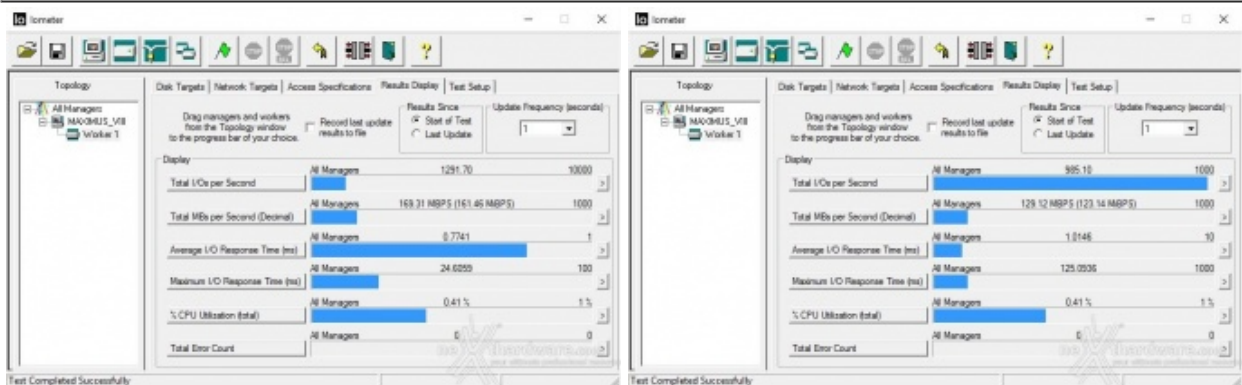 Iometer
Topology
All Managers
MAXIMUS_VIII
Worker 1
Disk Targets
Network Targets
Access Specifications
Results Display
Test Setup
Drag managers and workers
from the Topology window
to the progress bar of your choice.
Record last update
results to file
Results Since
Start of Test
Last Update
Update Frequency (seconds)
1
Display
All Managers 1291.70 10000
Total I/Os per Second
All Managers 169.31 MBPS (161.46 MiBPS) 1000
Total MBs per Second (Decimal)
All Managers 0.7741 1
Average I/O Response Time (ms)
All Managers 24.6059 100
Maximum I/O Response Time (ms)
All Managers 0.41 % 1 %
% CPU Utilization (total)
All Managers 0 0
Total Error Count
Test Completed Successfully
Iometer
Topology
All Managers
MAXIMUS_VIII
Worker 1
Disk Targets
Network Targets
Access Specifications
Results Display
Test Setup
Drag managers and workers
from the Topology window
to the progress bar of your choice.
Record last update
results to file
Results Since
Start of Test
Last Update
Update Frequency (seconds)
1
Display
All Managers 985.10 1000
Total I/Os per Second
All Managers 129.12 MBPS (123.14 MiBPS) 1000
Total MBs per Second (Decimal)
All Managers 1.0146 10
Average I/O Response Time (ms)
All Managers 125.0936 1000
Maximum I/O Response Time (ms)
All Managers 0.41 % 1 %
% CPU Utilization (total)
All Managers 0 0
Total Error Count
Test Completed Successfully